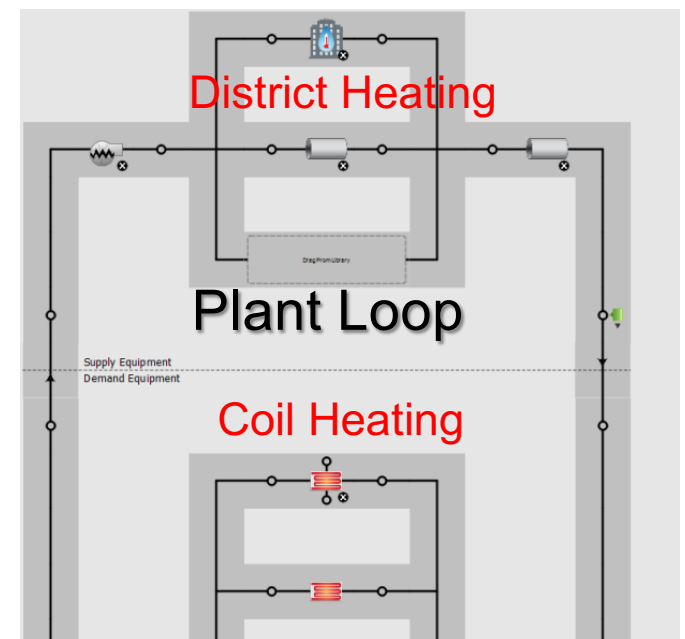 District Heating
Drag From Library
Plant Loop
Supply Equipment
Demand Equipment
Coil Heating